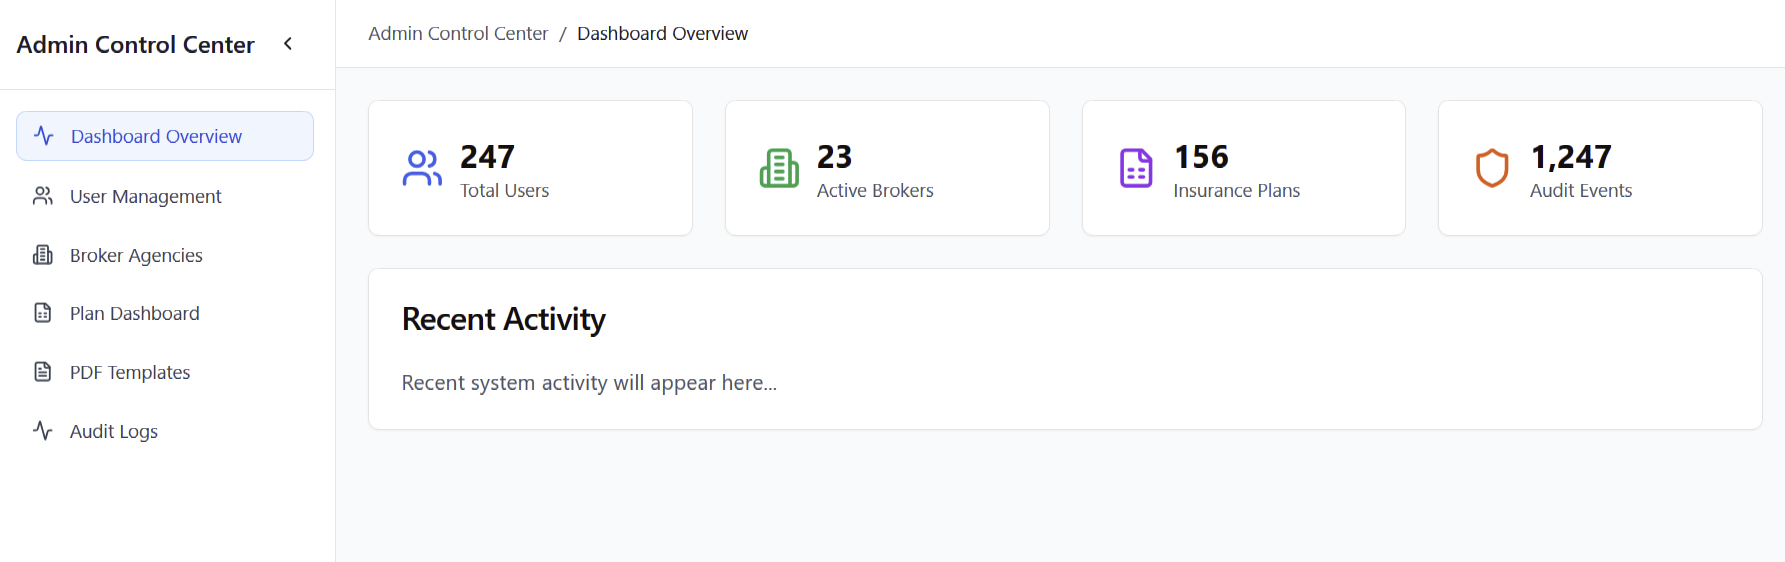 Admin Control Center
Dashboard Overview
User Management
Broker Agencies
Plan Dashboard
PDF Templates
Audit Logs
Admin Control Center / Dashboard Overview
247
Total Users
23
Active Brokers
156
Insurance Plans
1,247
Audit Events
Recent Activity
Recent system activity will appear here...